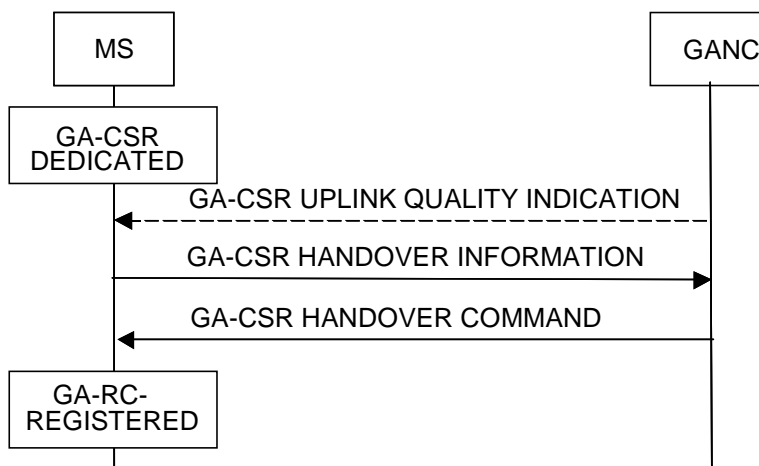 MS
GANC
GA-CSR
DEDICATED
GA-CSR UPLINK QUALITY INDICATION
GA-CSR HANDOVER INFORMATION
GA-CSR HANDOVER COMMAND
GA-RC-
REGISTERED